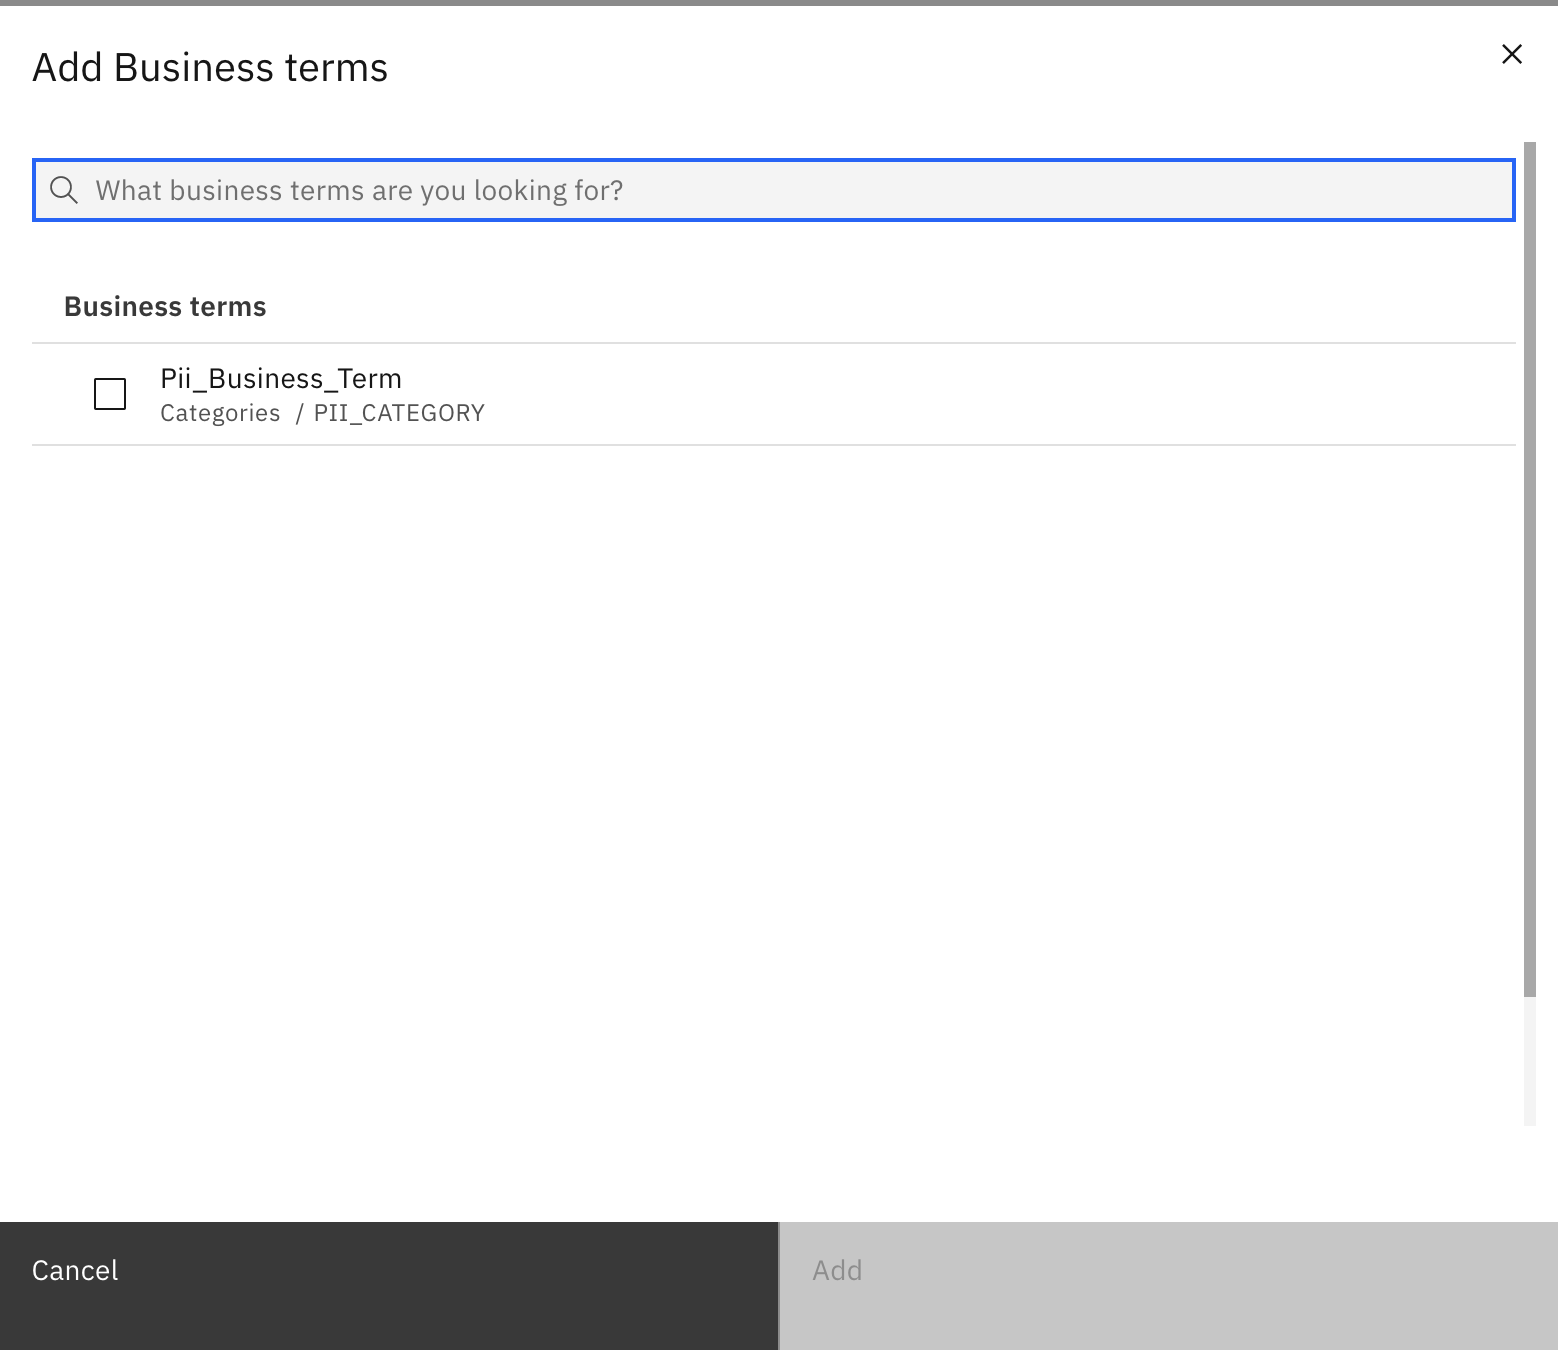 Add Business terms
What business terms are you looking for?
Business terms
Pii_Business_Term
Categories / PII_CATEGORY
Cancel
Add